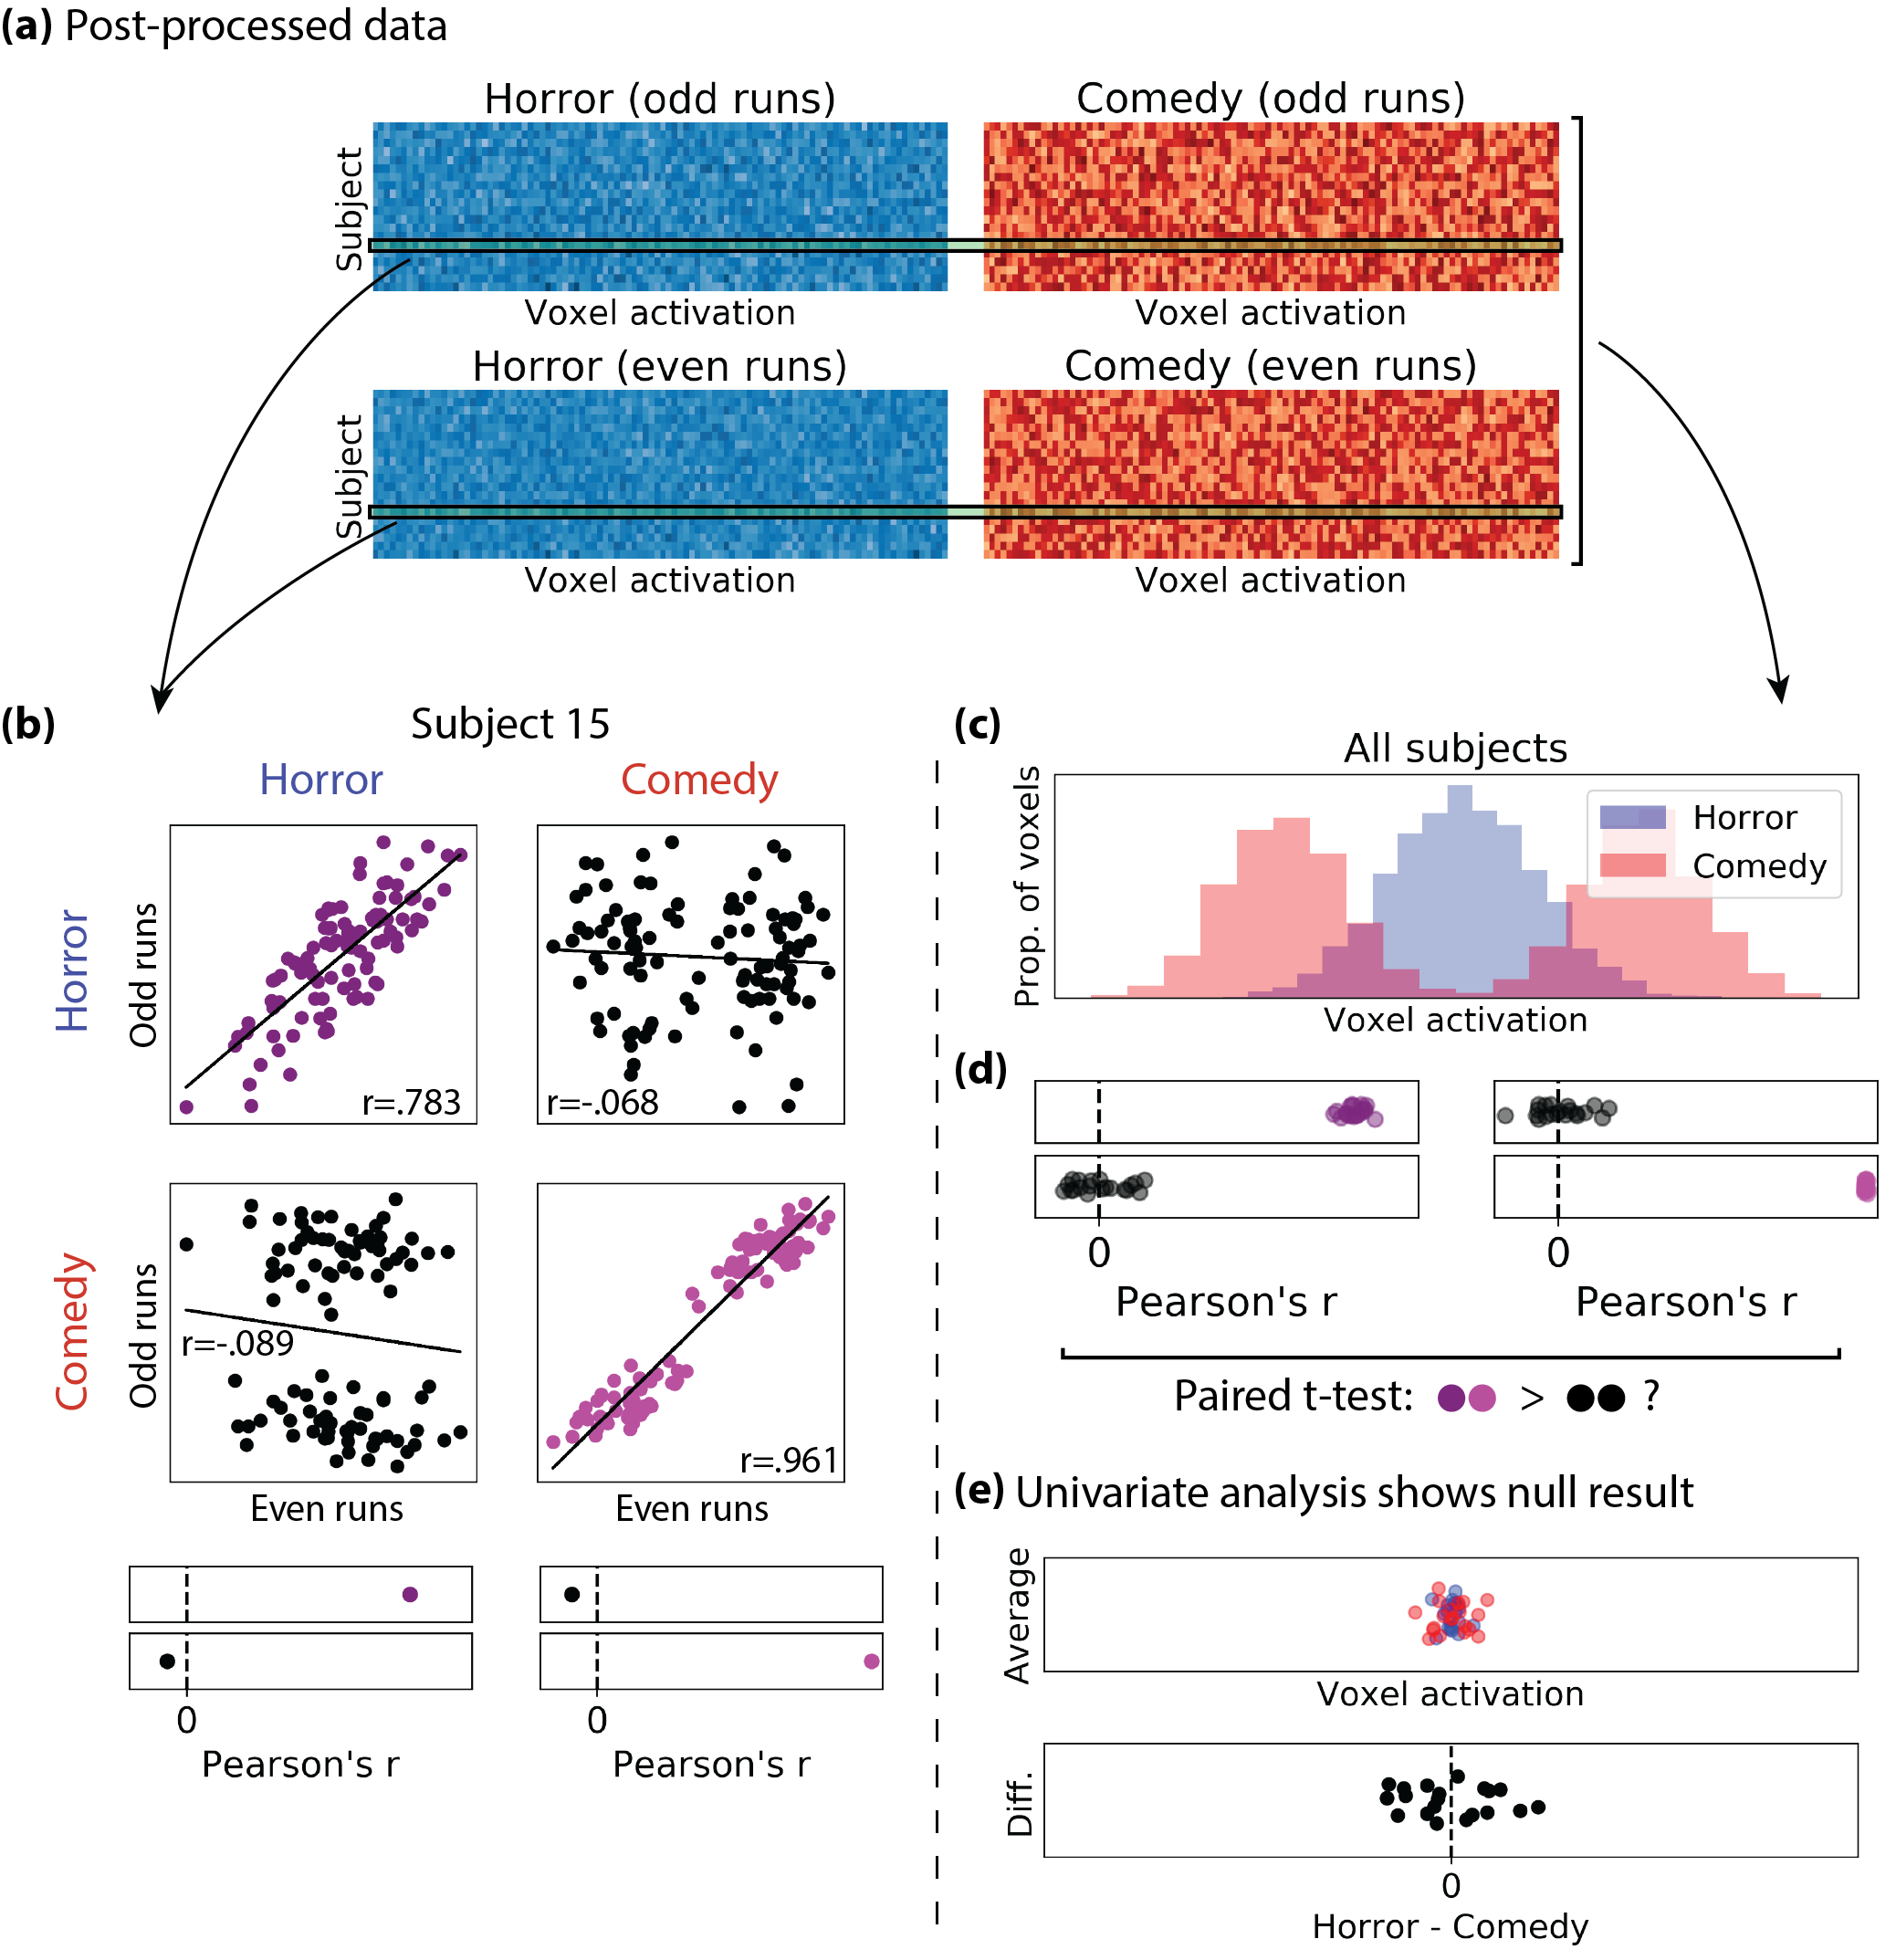 (a) Post-processed data
Horror (odd runs)
Comedy (odd runs)
Subject
Voxel activation
Voxel activation
Horror (even runs)
Comedy (even runs)
Subject
Voxel activation
Voxel activation
(b)
Subject 15
Horror
Comedy
Horror
Odd runs
r=.783
r=-.068
Comedy
Odd runs
r=-.089
r=.961
Even runs
Even runs
0
0
Pearson's r
Pearson's r
(c)
All subjects
Prop. of voxels
Horror
Comedy
Voxel activation
(d)
0
0
Pearson's r
Pearson's r
Paired t-test: > ?
(e) Univariate analysis shows null result
Average
Voxel activation
Diff.
0
Horror - Comedy